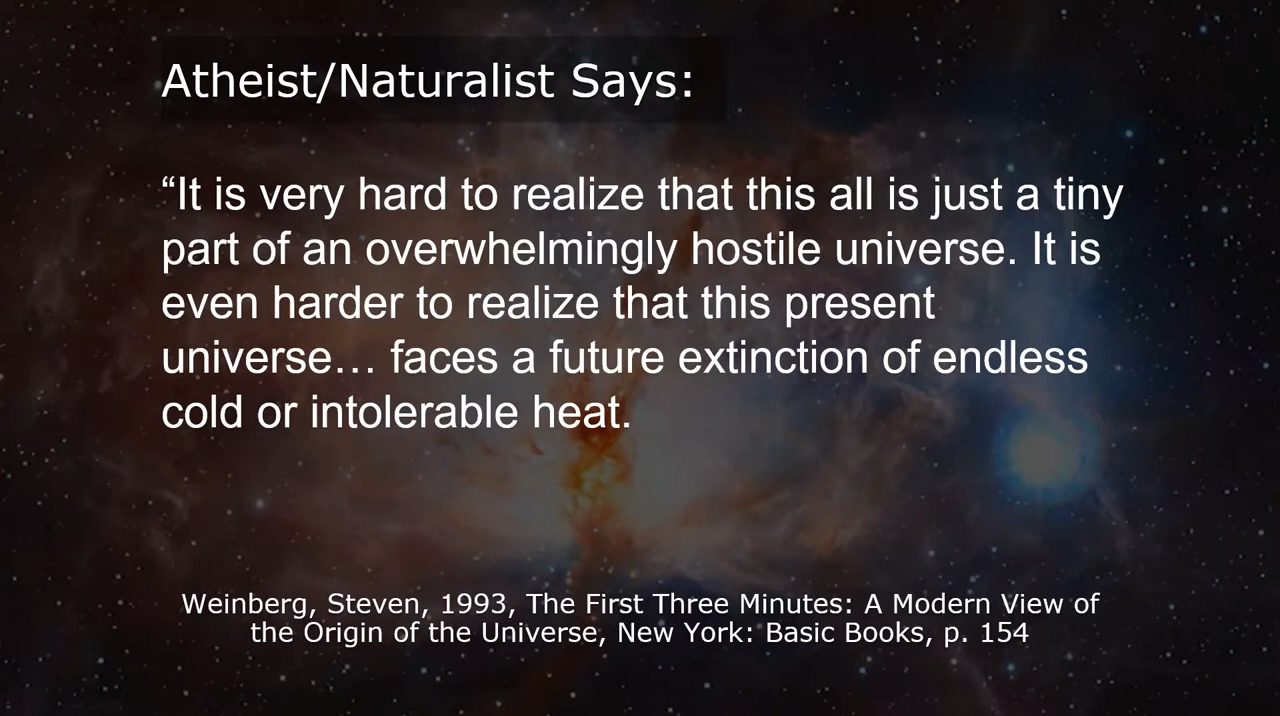 Atheist/Naturalist Says:
“It is very hard to realize that this all is just a tiny
part of an overwhelmingly hostile universe. It is
even harder to realize that this present
universe… faces a future extinction of endless
cold or intolerable heat.
Weinberg, Steven, 1993, The First Three Minutes: A Modern View of
the Origin of the Universe, New York: Basic Books, p. 154